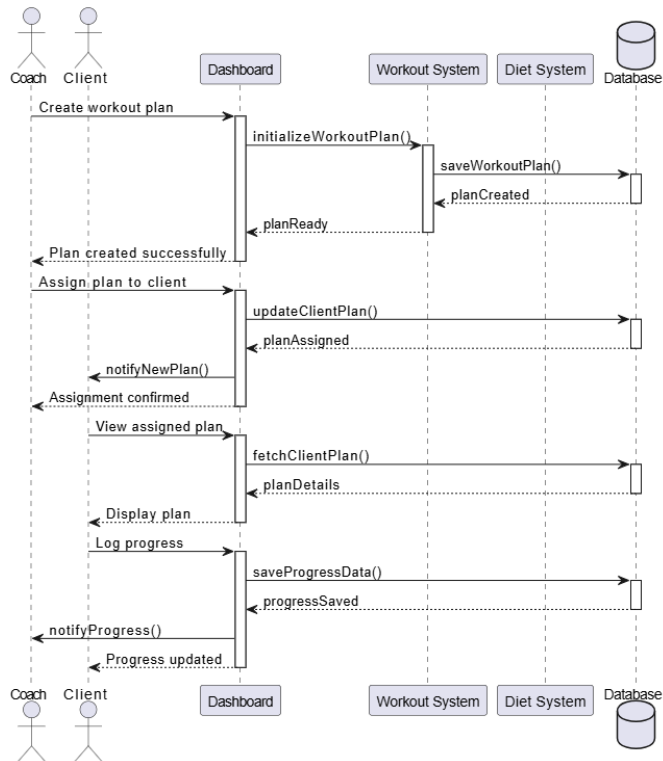 Coach Client Dashboard Workout System Diet System Database
Create workout plan
initializeWorkoutPlan()
saveWorkoutPlan()
planCreated
planReady
Plan created successfully
Assign plan to client
updateClientPlan()
planAssigned
notifyNewPlan()
Assignment confirmed
View assigned plan
fetchClientPlan()
planDetails
Display plan
Log progress
saveProgressData()
progressSaved
notifyProgress()
Progress updated
Coach Client Dashboard Workout System Diet System Database